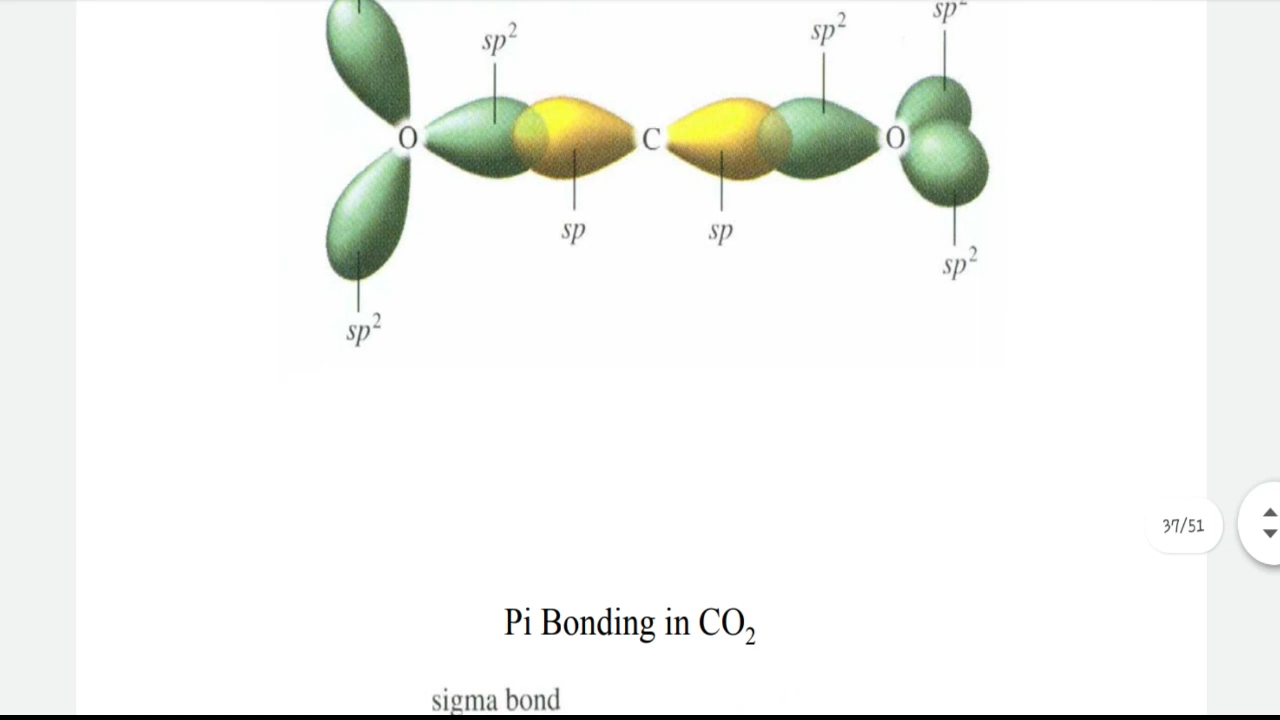 sp²
sp²
sp²
O
C
O
sp
sp
sp²
sp²
37/51
Pi Bonding in CO₂
sigma bond